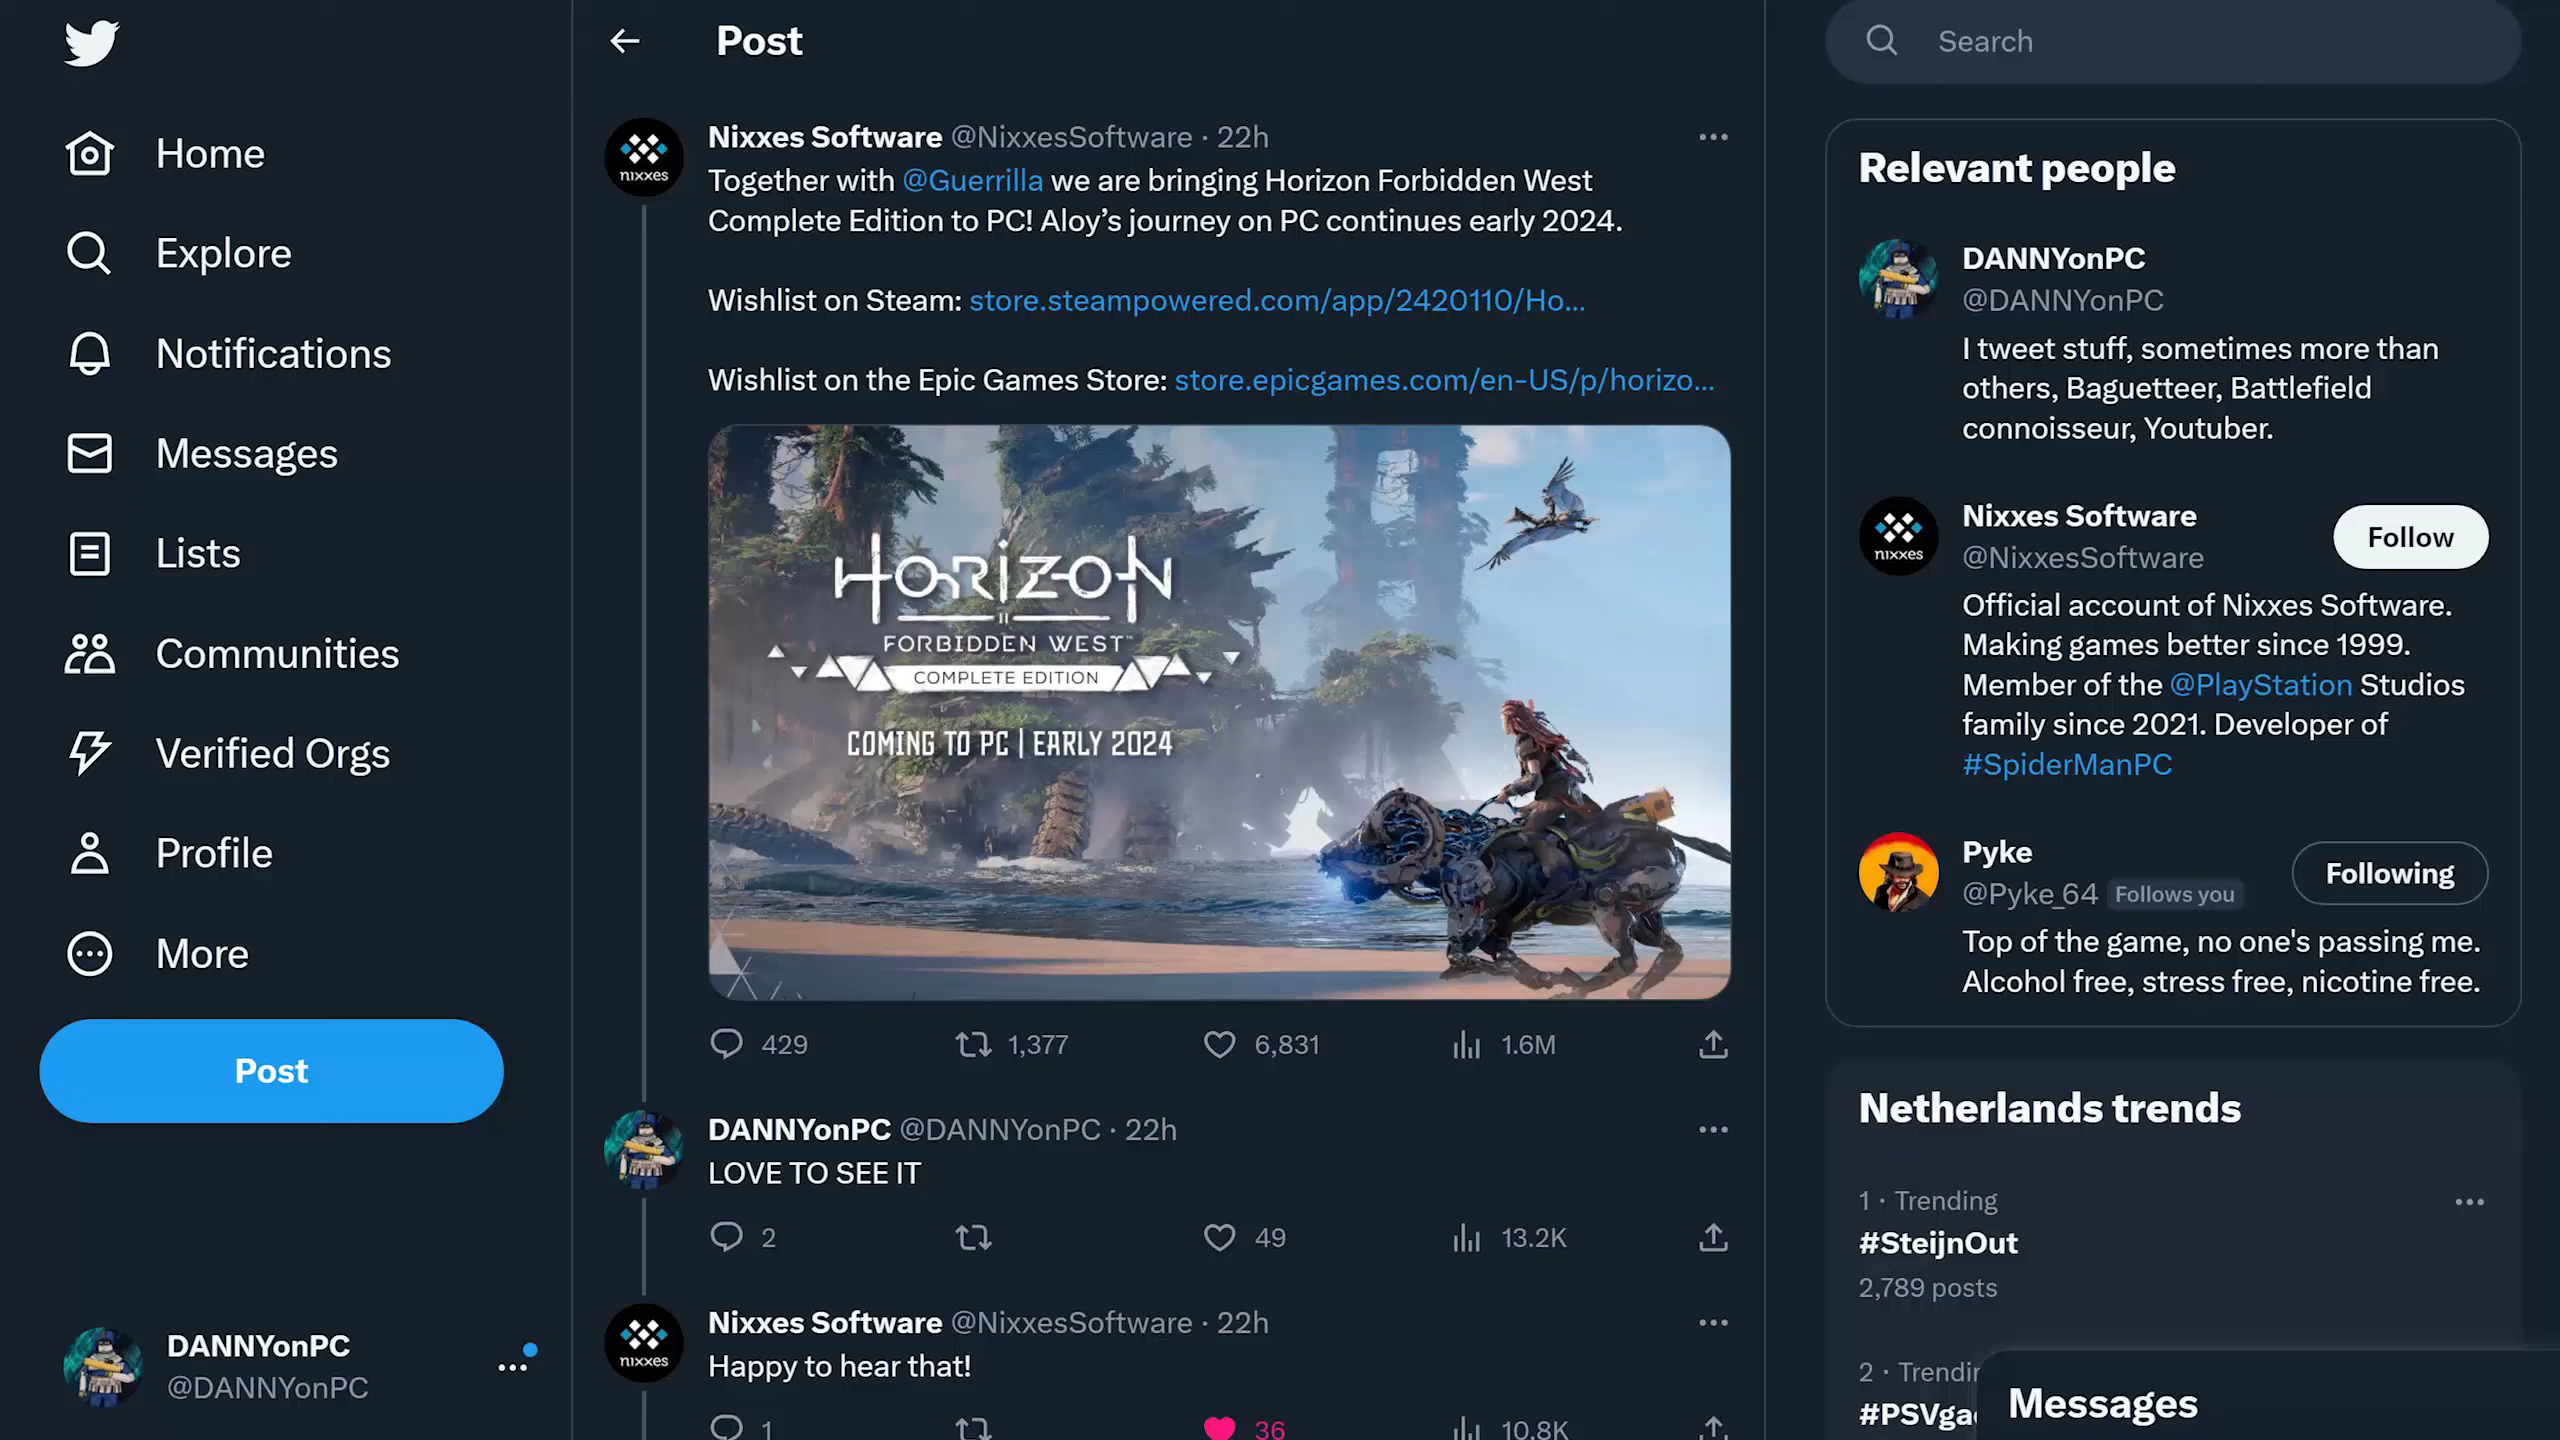 Home
Explore
Notifications
Messages
Lists
Communities
Verified Orgs
Profile
More
Post
DANNYonPC
@DANNYonPC
Post
nixxes
Nixxes Software @NixxesSoftware · 22h
Together with @Guerrilla we are bringing Horizon Forbidden West
Complete Edition to PC! Aloy’s journey on PC continues early 2024.
Wishlist on Steam: store.steampowered.com/app/2420110/Ho…
Wishlist on the Epic Games Store: store.epicgames.com/en-US/p/horizo…
HORIZON
II
FORBIDDEN WEST™
COMPLETE EDITION
COMING TO PC | EARLY 2024
429 1,377 6,831 1.6M
DANNYonPC @DANNYonPC · 22h
LOVE TO SEE IT
2 49 13.2K
nixxes
Nixxes Software @NixxesSoftware · 22h
Happy to hear that!
1 36 10.8K
Search
Relevant people
DANNYonPC
@DANNYonPC
I tweet stuff, sometimes more than
others, Baguetteer, Battlefield
connoisseur, Youtuber.
nixxes
Nixxes Software
@NixxesSoftware
Follow
Official account of Nixxes Software.
Making games better since 1999.
Member of the @PlayStation Studios
family since 2021. Developer of
#SpiderManPC
Pyke
@Pyke_64 Follows you
Following
Top of the game, no one's passing me.
Alcohol free, stress free, nicotine free.
Netherlands trends
1 · Trending
#SteijnOut
2,789 posts
2 · Trendin
#PSVga
Messages